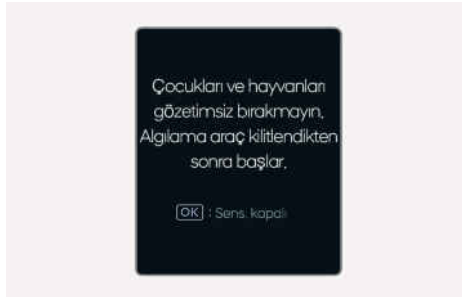 Çocukları ve hayvanları
gözetimsiz bırakmayın.
Algılama araç kilitlendikten
sonra başlar.
OK : Sens. kapalı